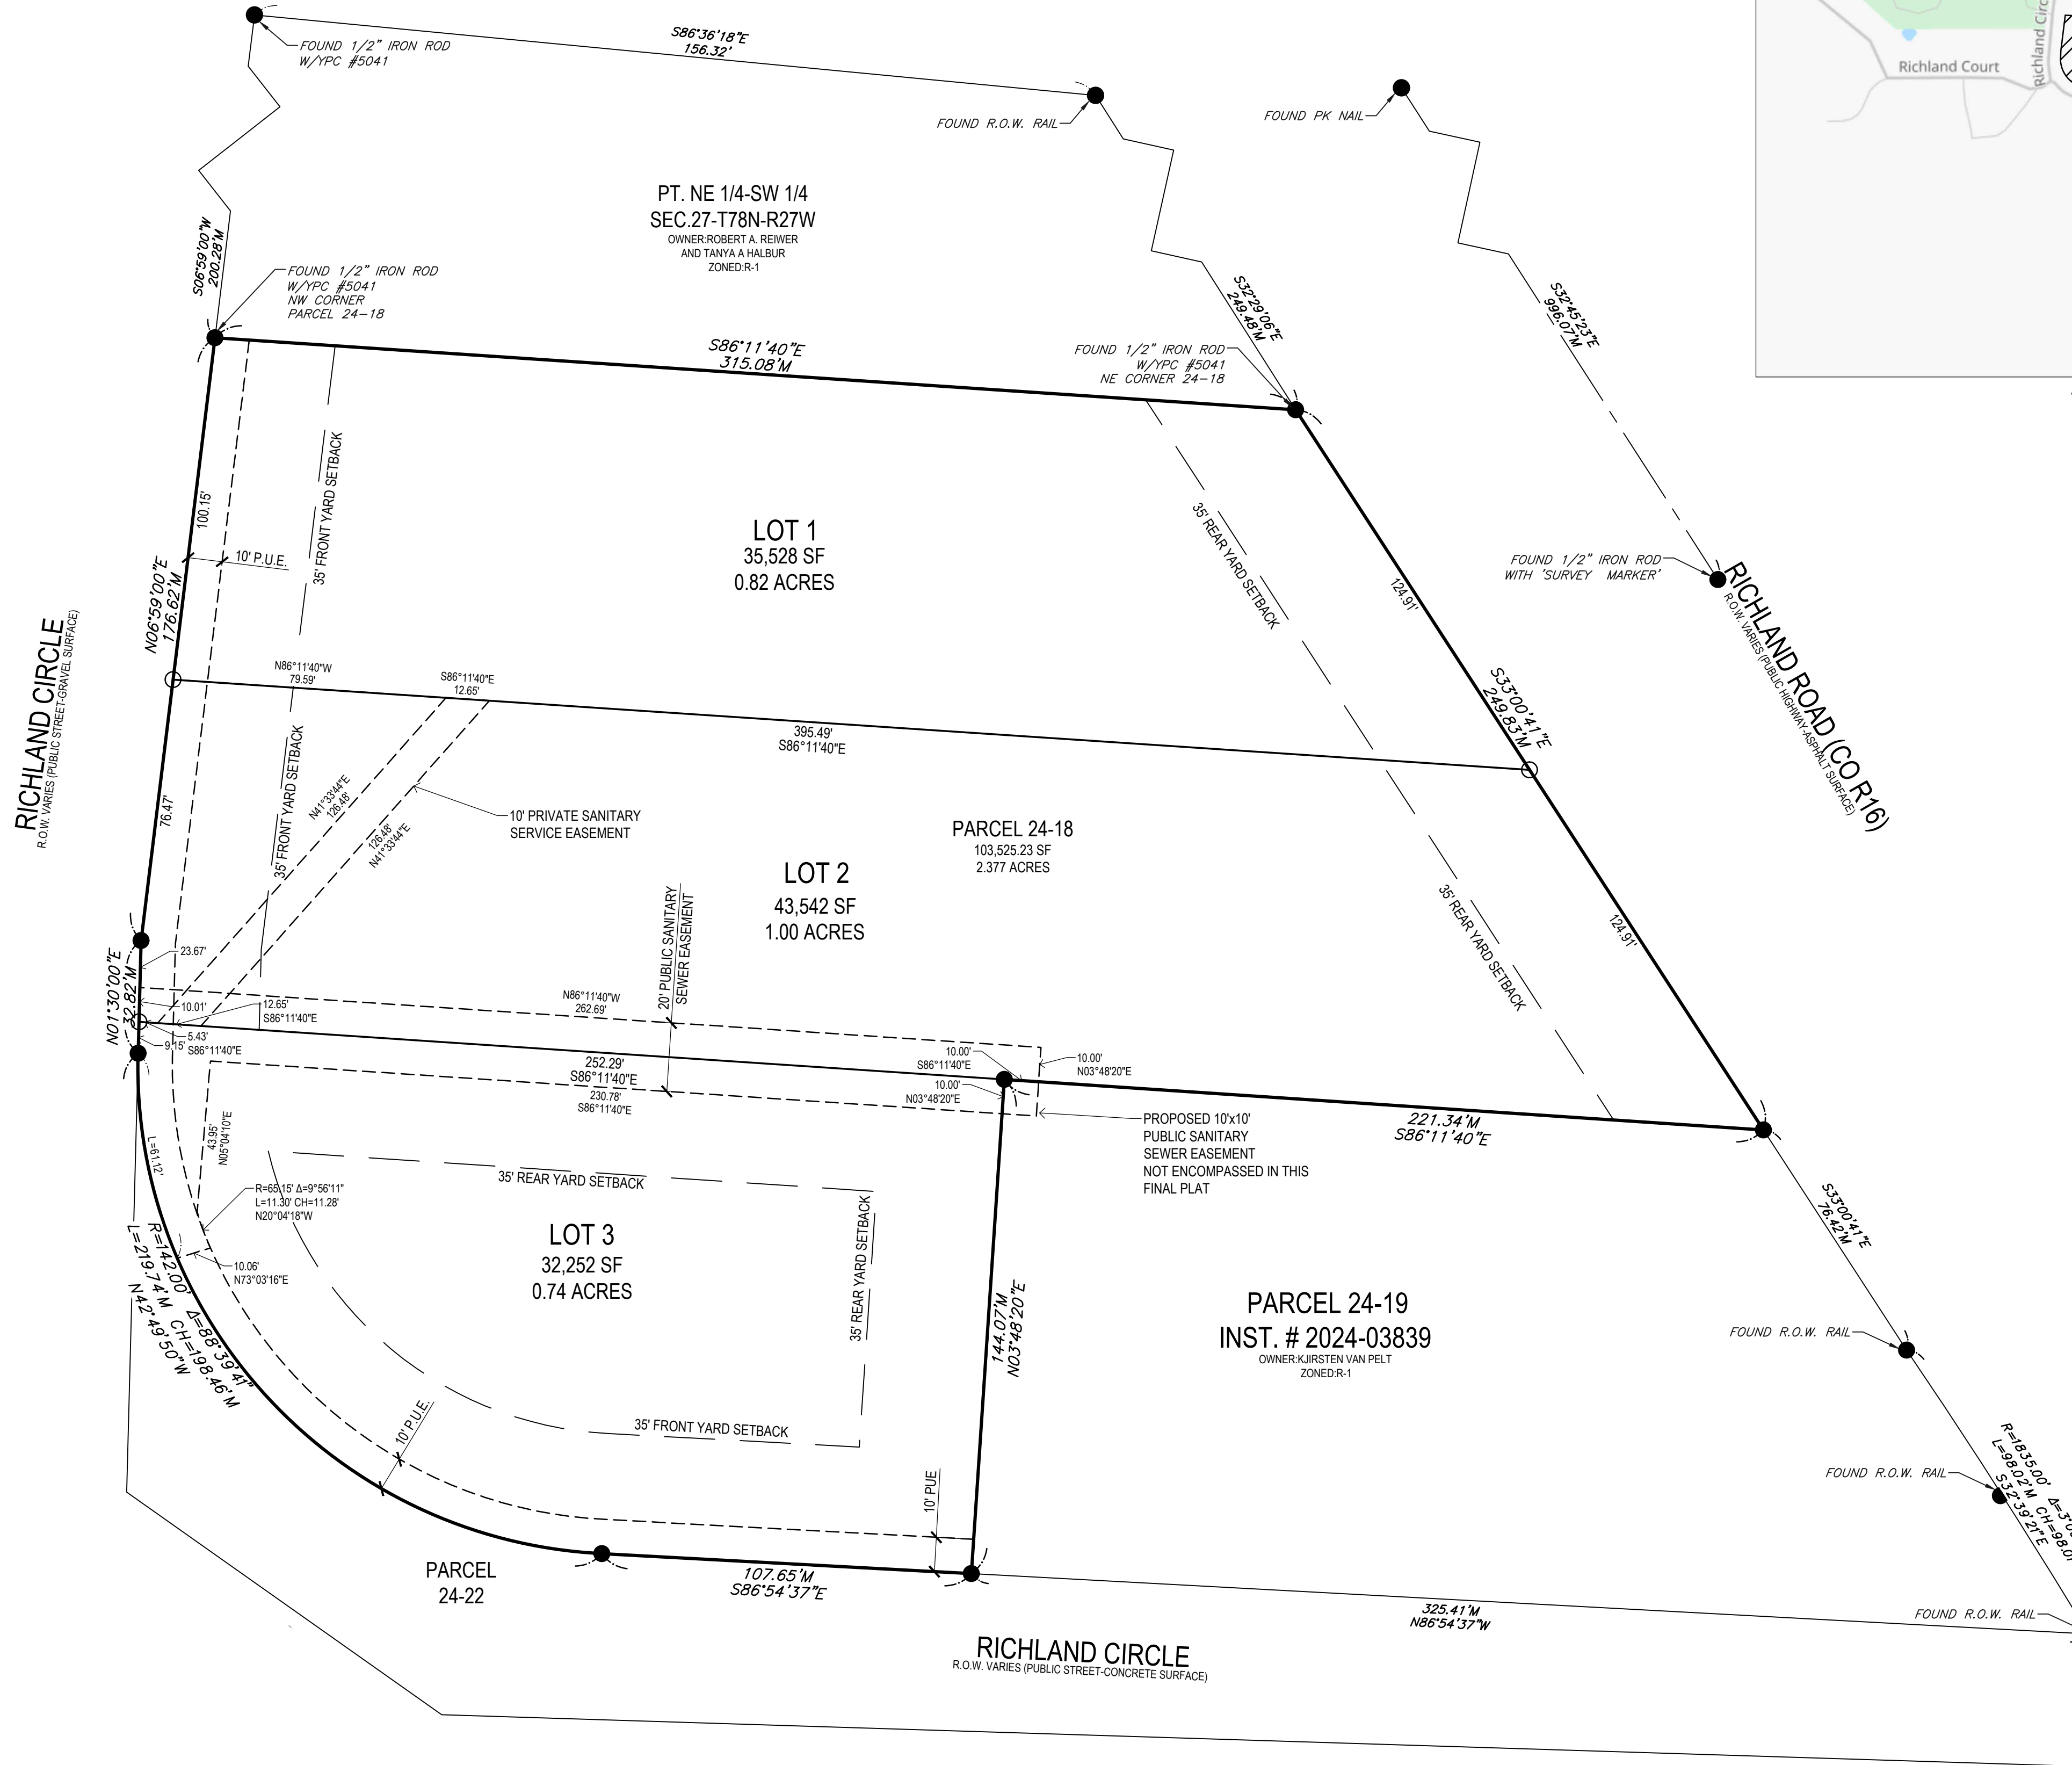 S86°36'18"E
156.32'
FOUND 1/2" IRON ROD
W/YPC #5041
FOUND R.O.W. RAIL
FOUND PK NAIL
Richland Court
Richland Circ
PT. NE 1/4-SW 1/4
SEC.27-T78N-R27W
OWNER:ROBERT A. REIWER
AND TANYA A HALBUR
ZONED:R-1
S06°59'00"W
200.28'M
FOUND 1/2" IRON ROD
W/YPC #5041
NW CORNER
PARCEL 24-18
S32°29'06"E
249.48'M
S32°45'23"E
996.07'M
S86°11'40"E
315.08'M
FOUND 1/2" IRON ROD
W/YPC #5041
NE CORNER 24-18
35' FRONT YARD SETBACK
100.15'
10' P.U.E.
N06°59'00"E
176.62'M
LOT 1
35,528 SF
0.82 ACRES
35' REAR YARD SETBACK
124.91'
FOUND 1/2" IRON ROD
WITH 'SURVEY MARKER'
RICHLAND ROAD (CO R16)
R.O.W. VARIES (PUBLIC HIGHWAY-ASPHALT SURFACE)
RICHLAND CIRCLE
R.O.W. VARIES (PUBLIC STREET-GRAVEL SURFACE)
N86°11'40"W
79.59'
S86°11'40"E
12.65'
395.49'
S86°11'40"E
S33°00'41"E
249.83'M
76.47'
35' FRONT YARD SETBACK
N41°33'44"E
126.48'
126.48'
N41°33'44"E
10' PRIVATE SANITARY
SERVICE EASEMENT
PARCEL 24-18
103,525.23 SF
2.377 ACRES
LOT 2
43,542 SF
1.00 ACRES
20' PUBLIC SANITARY
SEWER EASEMENT
35' REAR YARD SETBACK
124.91'
N01°30'00"E
32.82'M
23.67'
10.01'
12.65'
S86°11'40"E
5.43'
S86°11'40"E
9.15'
N86°11'40"W
262.69'
252.29'
S86°11'40"E
230.78'
S86°11'40"E
10.00'
S86°11'40"E
10.00'
N03°48'20"E
10.00'
N03°48'20"E
PROPOSED 10'x10'
PUBLIC SANITARY
SEWER EASEMENT
NOT ENCOMPASSED IN THIS
FINAL PLAT
221.34'M
S86°11'40"E
L=61.12'
43.95'
N05°04'10"E
R=65.15' Δ=9°56'11"
L=11.30' CH=11.28'
N20°04'18"W
10.06'
N73°03'16"E
35' REAR YARD SETBACK
35' REAR YARD SETBACK
LOT 3
32,252 SF
0.74 ACRES
R=142.00' Δ=88°39'41"
L=219.74'M CH=198.46'M
N42°49'50"W
144.07'M
N03°48'20"E
PARCEL 24-19
INST. # 2024-03839
OWNER:KJIRSTEN VAN PELT
ZONED:R-1
S33°00'41"E
76.42'M
FOUND R.O.W. RAIL
FOUND R.O.W. RAIL
R=1835.00' Δ=3°0
L=98.02'M CH=98.01
S32°39'21"E
10' P.U.E.
35' FRONT YARD SETBACK
10' PUE
PARCEL
24-22
107.65'M
S86°54'37"E
325.41'M
N86°54'37"W
FOUND R.O.W. RAIL
RICHLAND CIRCLE
R.O.W. VARIES (PUBLIC STREET-CONCRETE SURFACE)